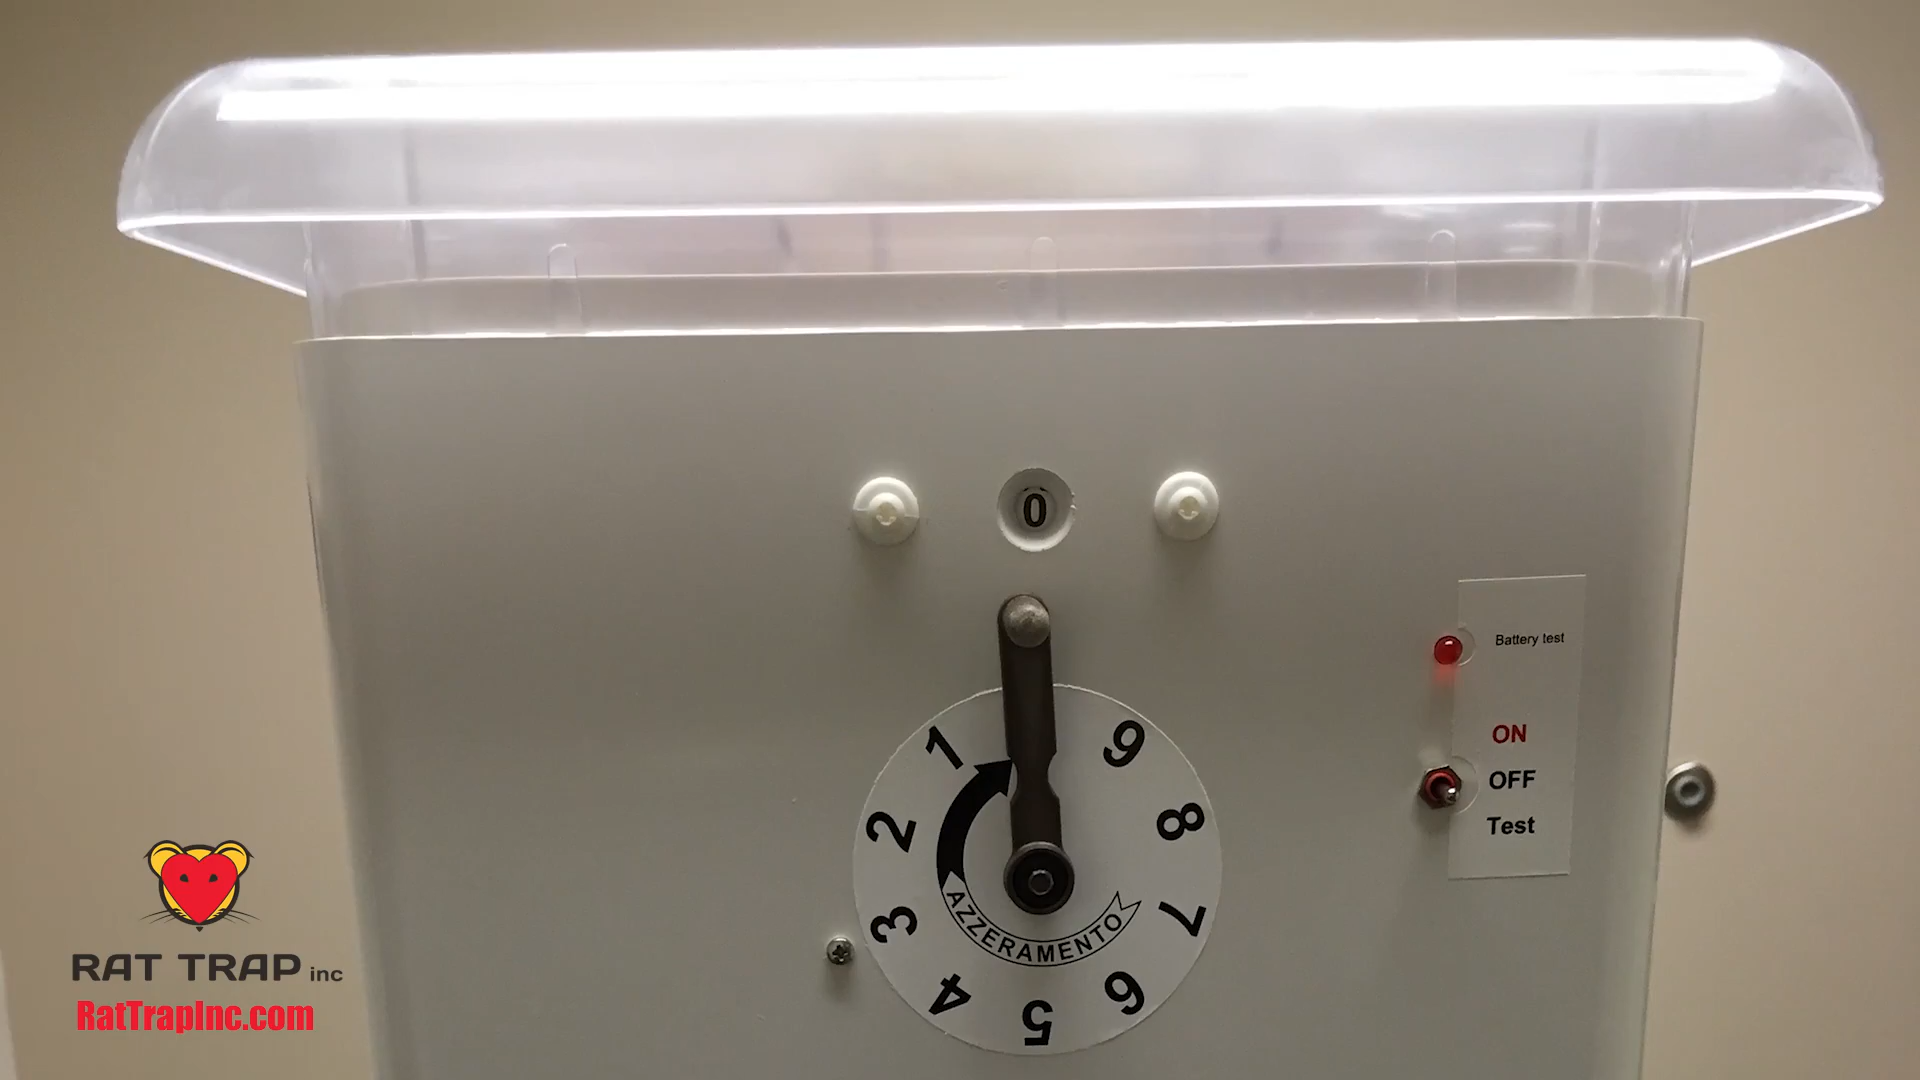 0
Battery test
ON
OFF
Test
1
2
3
4
5
6
7
8
9
AZZERAMENTO
RAT TRAP inc
RatTrapInc.com